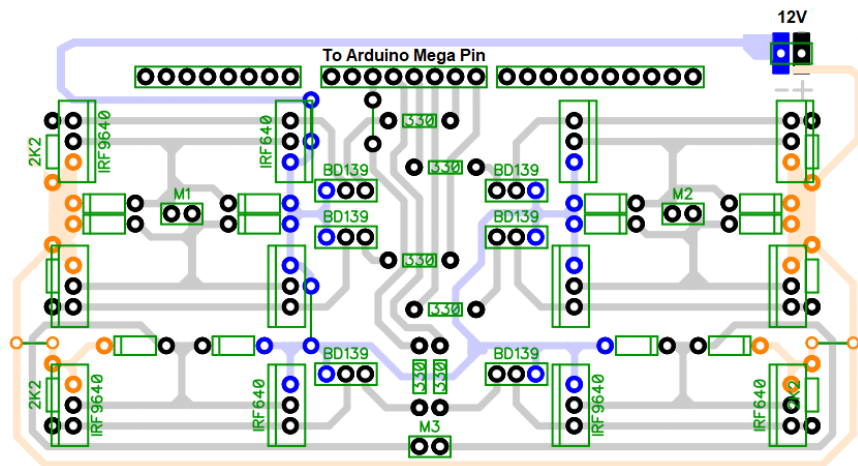 12V
To Arduino Mega Pin
- +
330
2K2
IRF9640
IRF640
330
BD139
BD139
M1
M2
BD139
BD139
330
330
BD139
BD139
330
330
2K2
IRF9640
IRF640
IRF9640
IRF640
2K2
M3